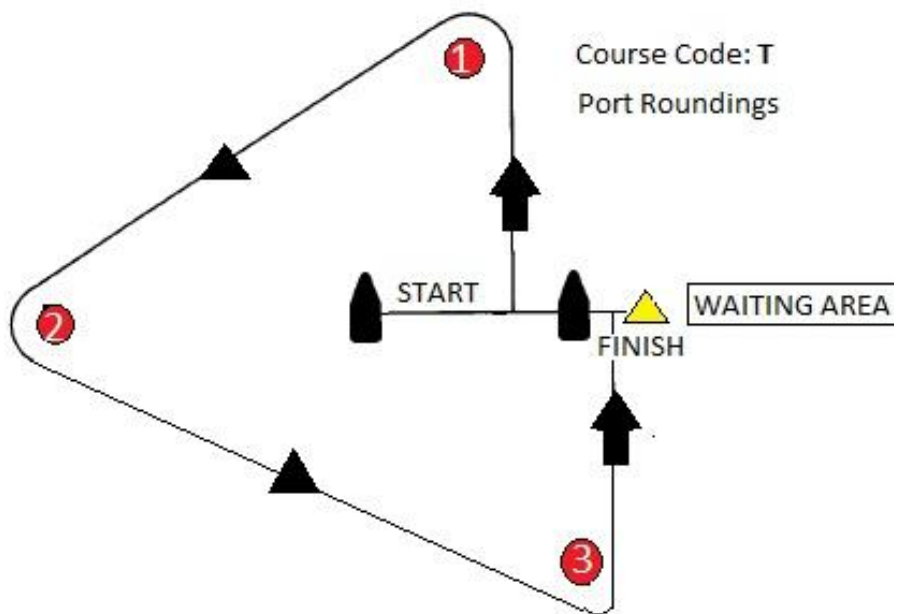 1
Course Code: T
Port Roundings
START
WAITING AREA
2
FINISH
3